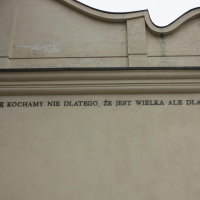 Ę KOCHAMY NIE DLATEGO, ŻE JEST WIELKA ALE DLA